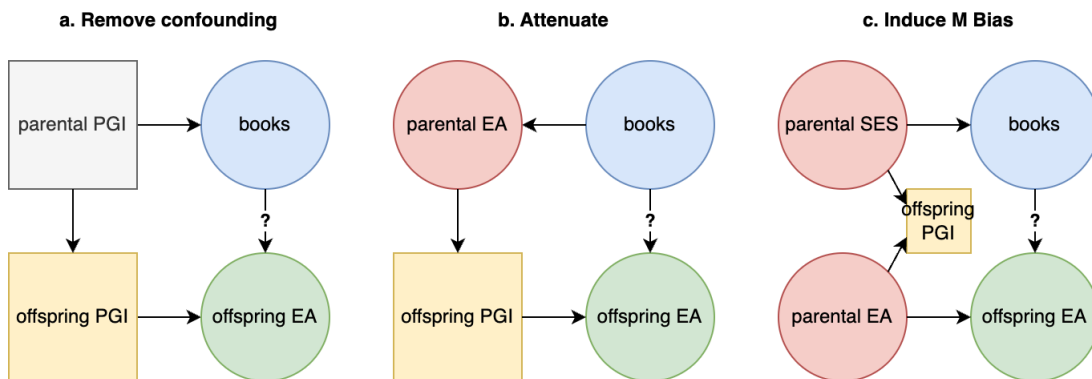 a. Remove confounding
b. Attenuate
c. Induce M Bias
parental PGI
books
parental EA
books
parental SES
books
?
?
offspring
PGI
?
offspring PGI
offspring EA
offspring PGI
offspring EA
parental EA
offspring EA